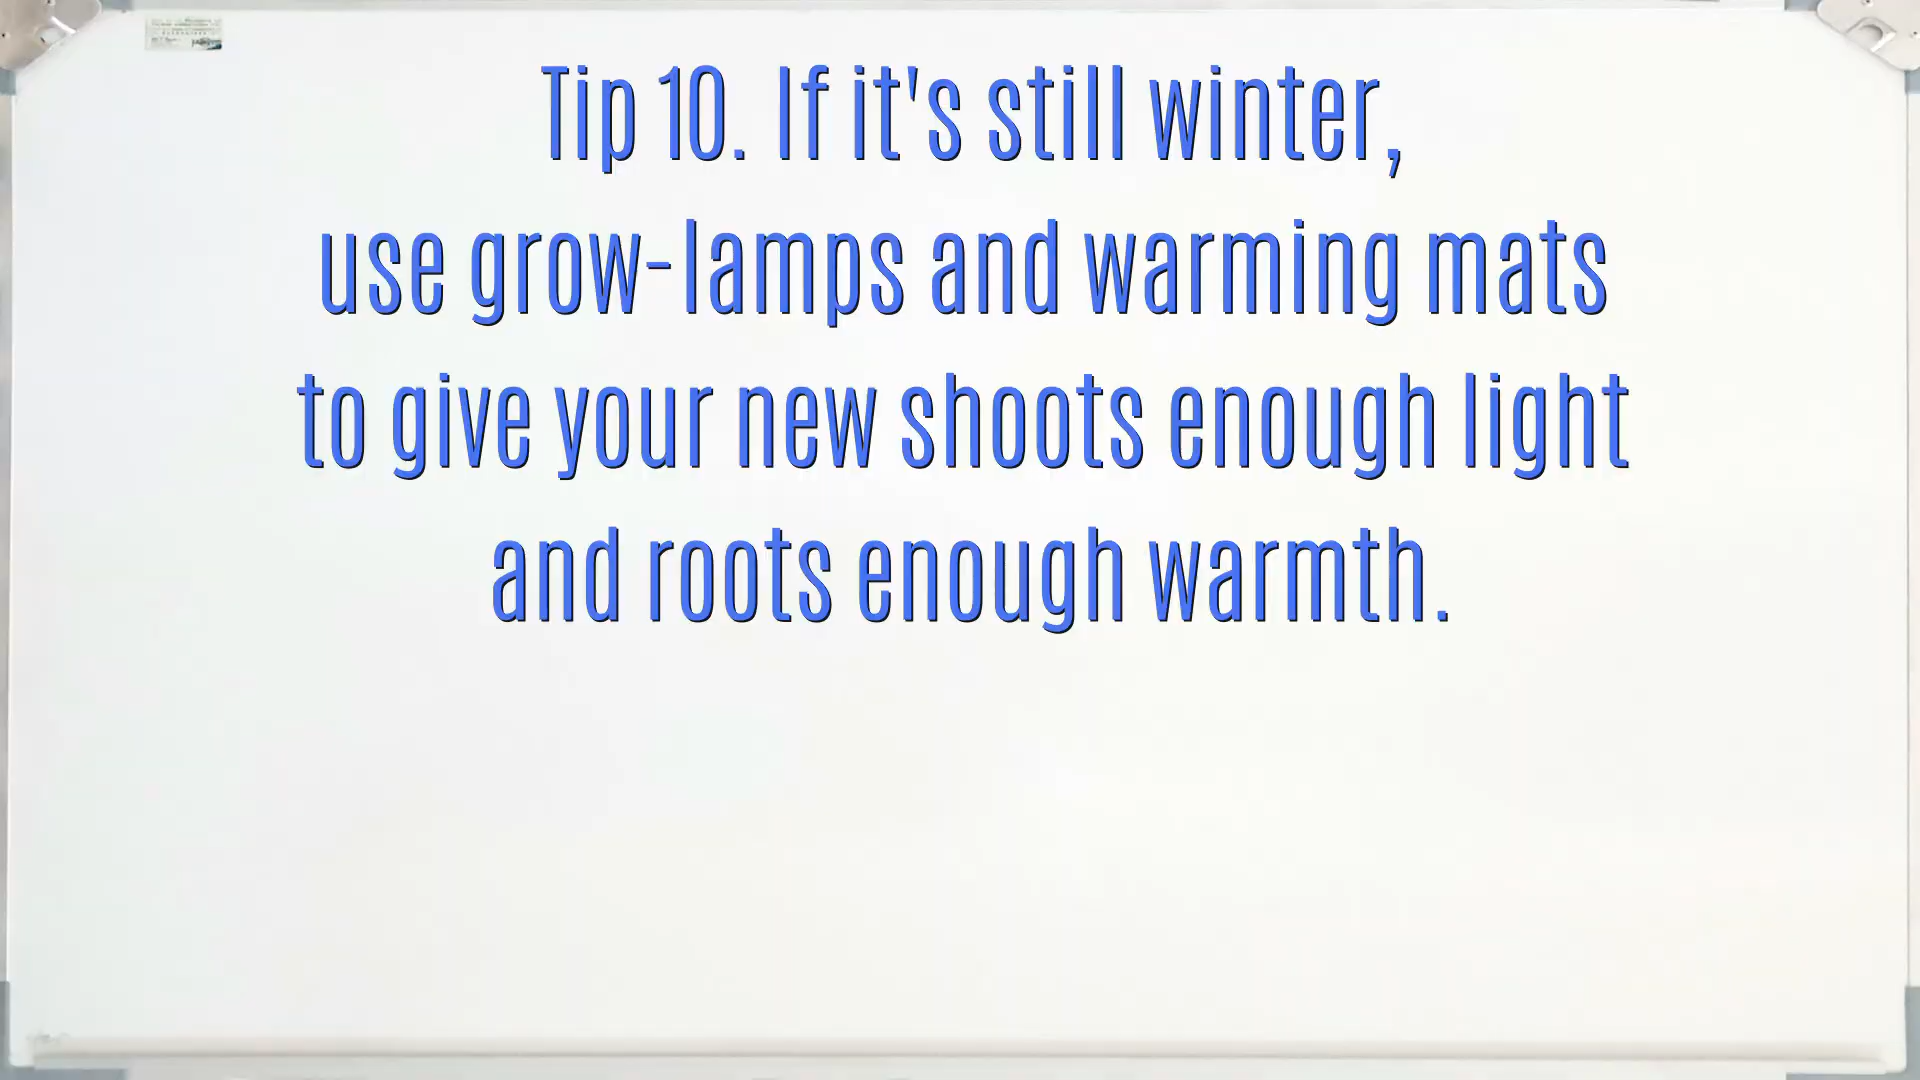 Tip 10. If it's still winter,
use grow-lamps and warming mats
to give your new shoots enough light
and roots enough warmth.